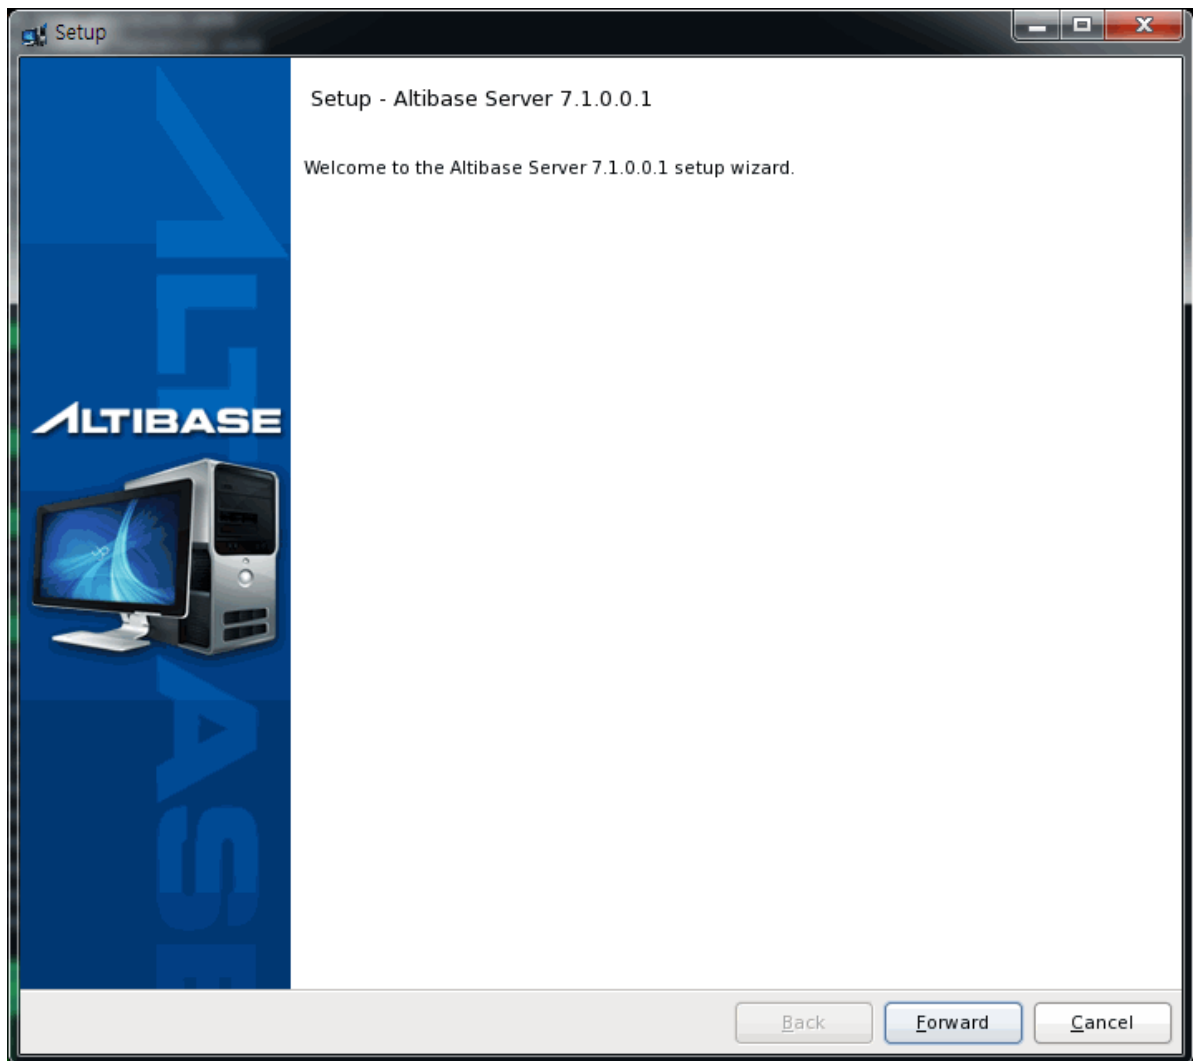 Setup
Setup - Altibase Server 7.1.0.0.1
Welcome to the Altibase Server 7.1.0.0.1 setup wizard.
ALTIBASE
ALTIBASE
Back
Forward
Cancel